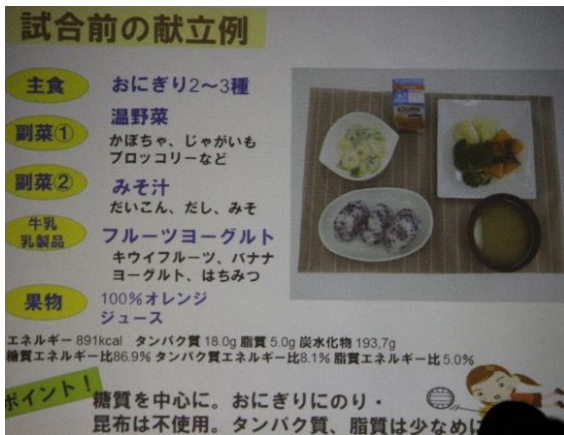 試合前の献立例
主食
おにぎり2～3種
副菜①
温野菜
かぼちゃ、じゃがいも
ブロッコリーなど
副菜②
みそ汁
だいこん、だし、みそ
牛乳
乳製品
フルーツヨーグルト
キウイフルーツ、バナナ
ヨーグルト、はちみつ
果物
100%オレンジ
ジュース
エネルギー 891kcal タンパク質 18.0g 脂質 5.0g 炭水化物 193,7g
糖質エネルギー比86.9% タンパク質エネルギー比8.1% 脂質エネルギー比 5.0%
ポイント！
糖質を中心に。おにぎりにのり・
昆布は不使用。タンパク質、脂質は少なめに